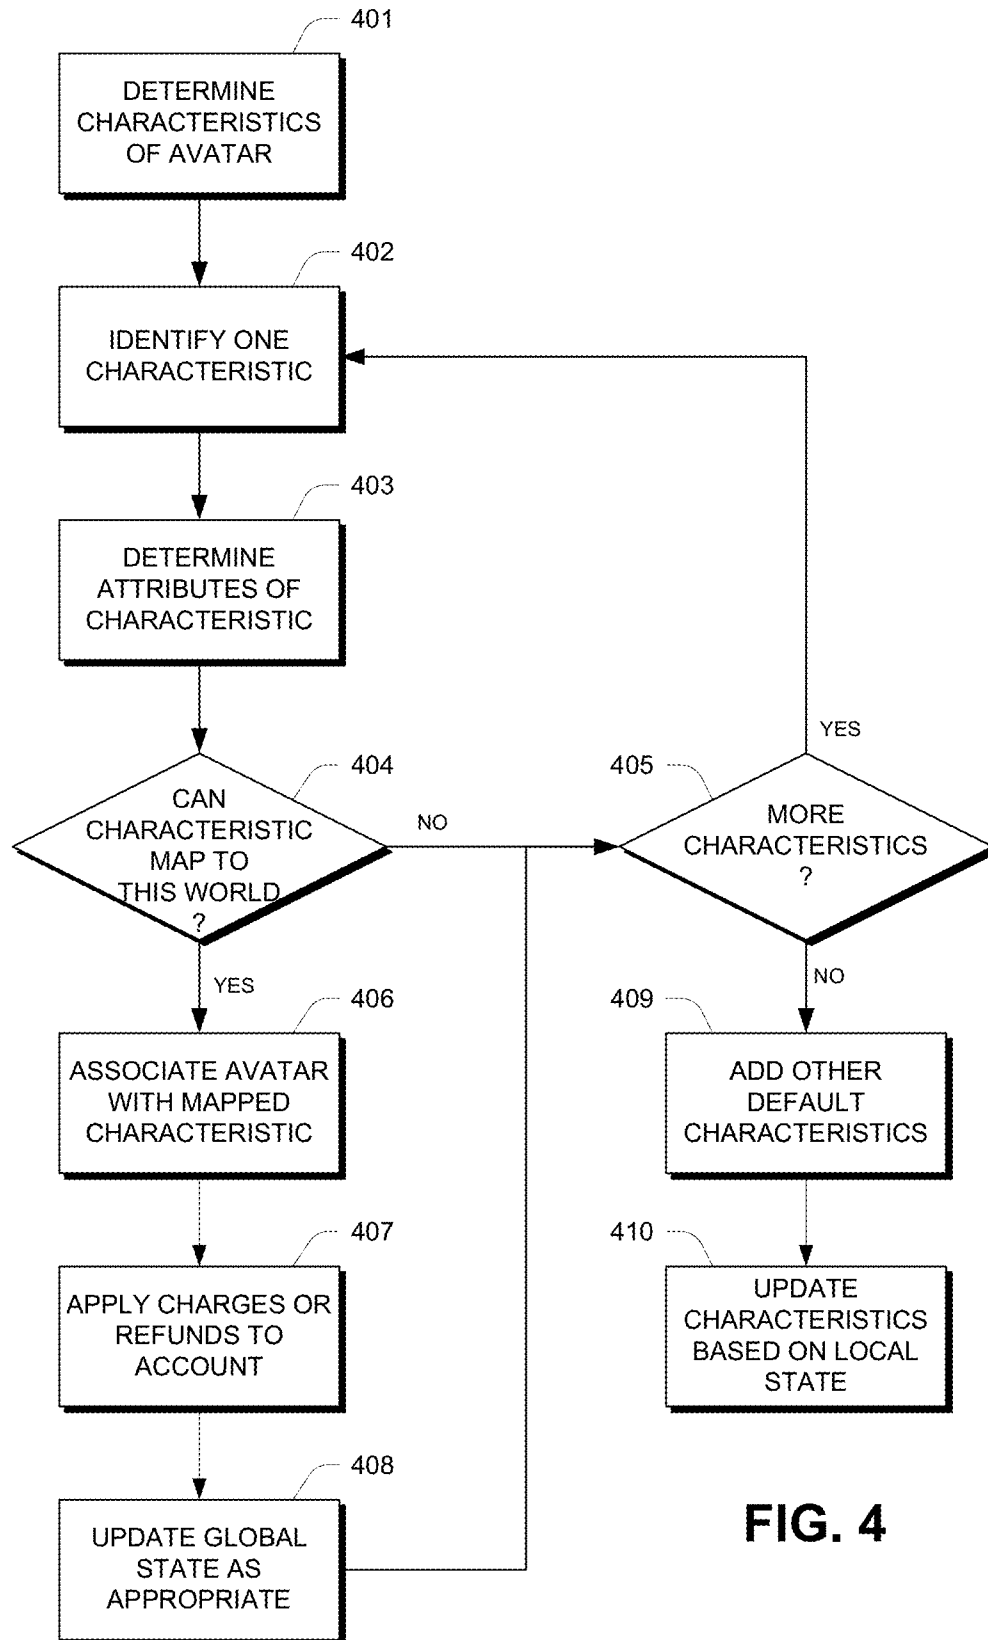 401
DETERMINE
CHARACTERISTICS
OF AVATAR
402
IDENTIFY ONE
CHARACTERISTIC
403
DETERMINE
ATTRIBUTES OF
CHARACTERISTIC
404
CAN
CHARACTERISTIC
MAP TO
THIS WORLD
?
NO
YES
405
MORE
CHARACTERISTICS
?
YES
NO
406
ASSOCIATE AVATAR
WITH MAPPED
CHARACTERISTIC
407
APPLY CHARGES OR
REFUNDS TO
ACCOUNT
408
UPDATE GLOBAL
STATE AS
APPROPRIATE
409
ADD OTHER
DEFAULT
CHARACTERISTICS
410
UPDATE
CHARACTERISTICS
BASED ON LOCAL
STATE
FIG. 4